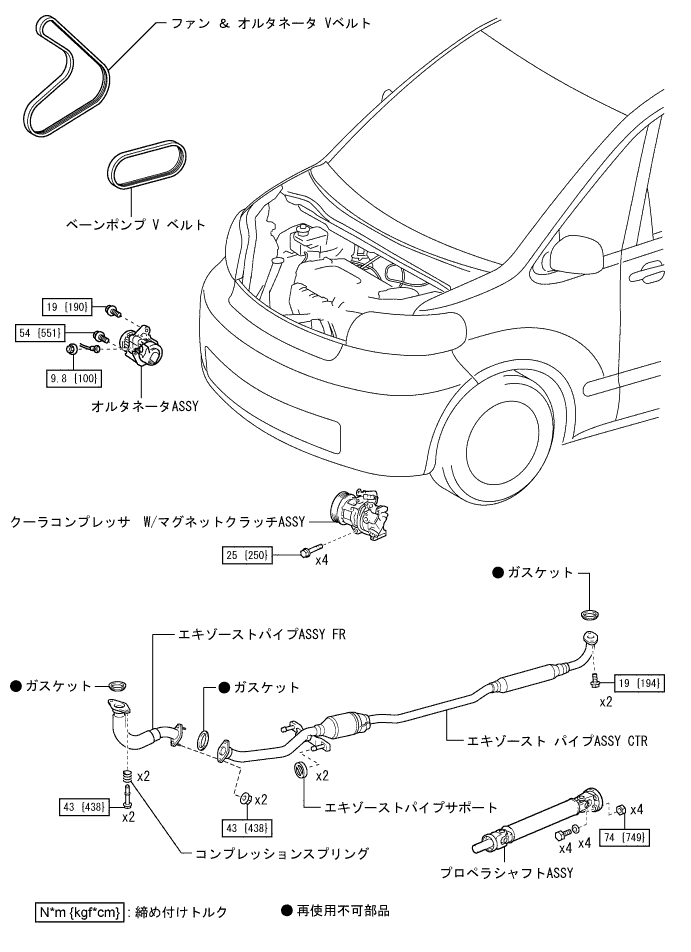 ファン & オルタネータ Vベルト
ベーンポンプ V ベルト
19 {190}
54 {551}
9.8 {100}
オルタネータASSY
クーラコンプレッサ W/マグネットクラッチASSY
25 {250}
x4
●ガスケット
エキゾーストパイプASSY FR
●ガスケット
●ガスケット
19 {194}
x2
エキゾースト パイプASSY CTR
x2
43 {438}
x2
x2
43 {438}
x2
エキゾーストパイプサポート
コンプレッションスプリング
x4
74 {749}
x4
x4
プロペラシャフトASSY
N*m {kgf*cm} : 締め付けトルク
●再使用不可部品